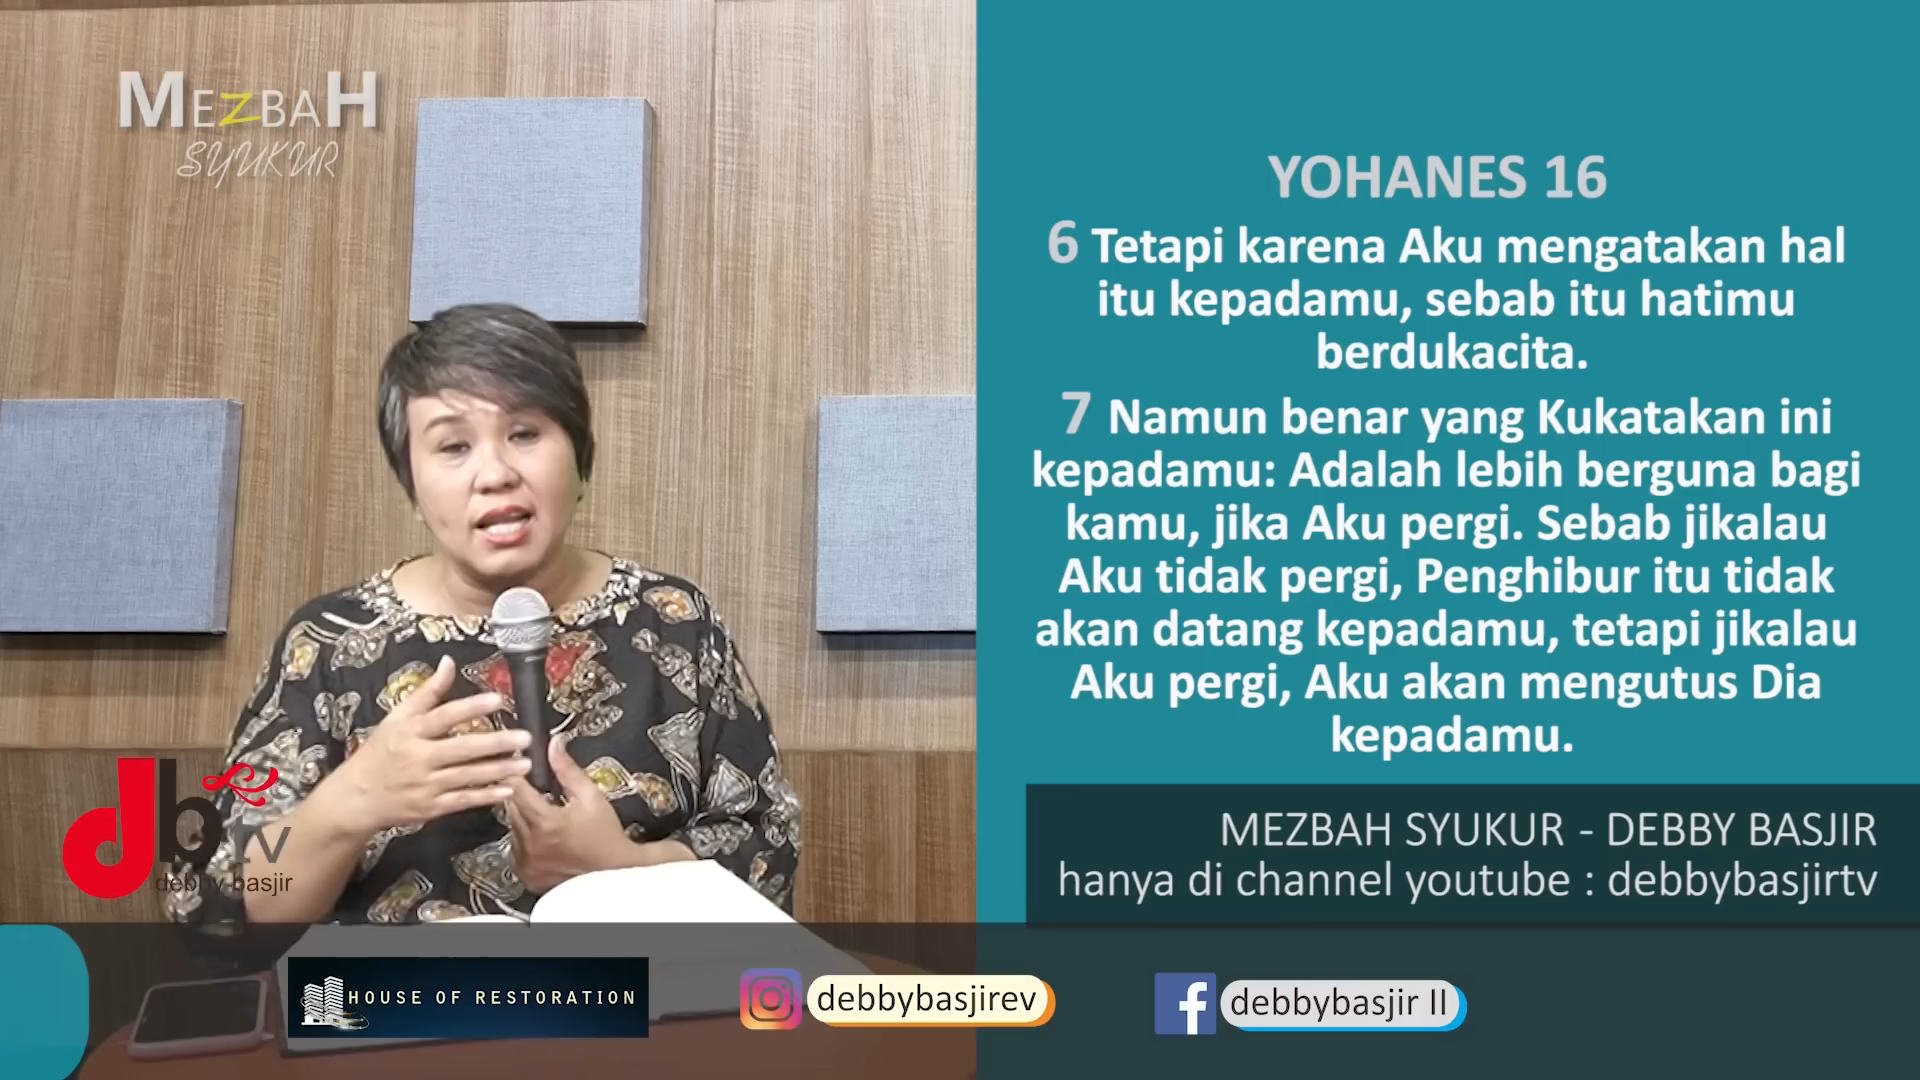 MEZBAH
SYUKUR
YOHANES 16
6 Tetapi karena Aku mengatakan hal
itu kepadamu, sebab itu hatimu
berdukacita.
7 Namun benar yang Kukatakan ini
kepadamu: Adalah lebih berguna bagi
kamu, jika Aku pergi. Sebab jikalau
Aku tidak pergi, Penghibur itu tidak
akan datang kepadamu, tetapi jikalau
Aku pergi, Aku akan mengutus Dia
kepadamu.
db tv
debby basjir
MEZBAH SYUKUR - DEBBY BASJIR
hanya di channel youtube : debbybasjirtv
HOUSE OF RESTORATION
debbybasjirev
debbybasjir II